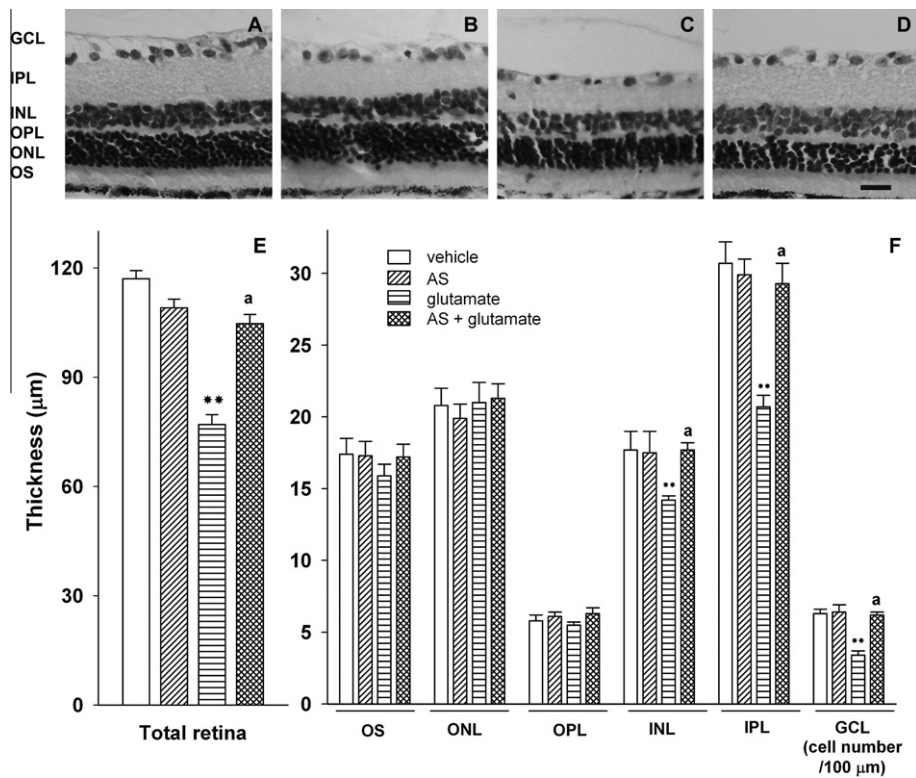 GCL
IPL
INL
OPL
ONL
OS
A
B
C
D
E
F
Thickness (μm)
120
90
60
30
0
**
a
Total retina
30
25
20
15
10
5
0
vehicle
AS
glutamate
AS + glutamate
**
a
**
a
**
a
OS
ONL
OPL
INL
IPL
GCL
(cell number
/100 μm)